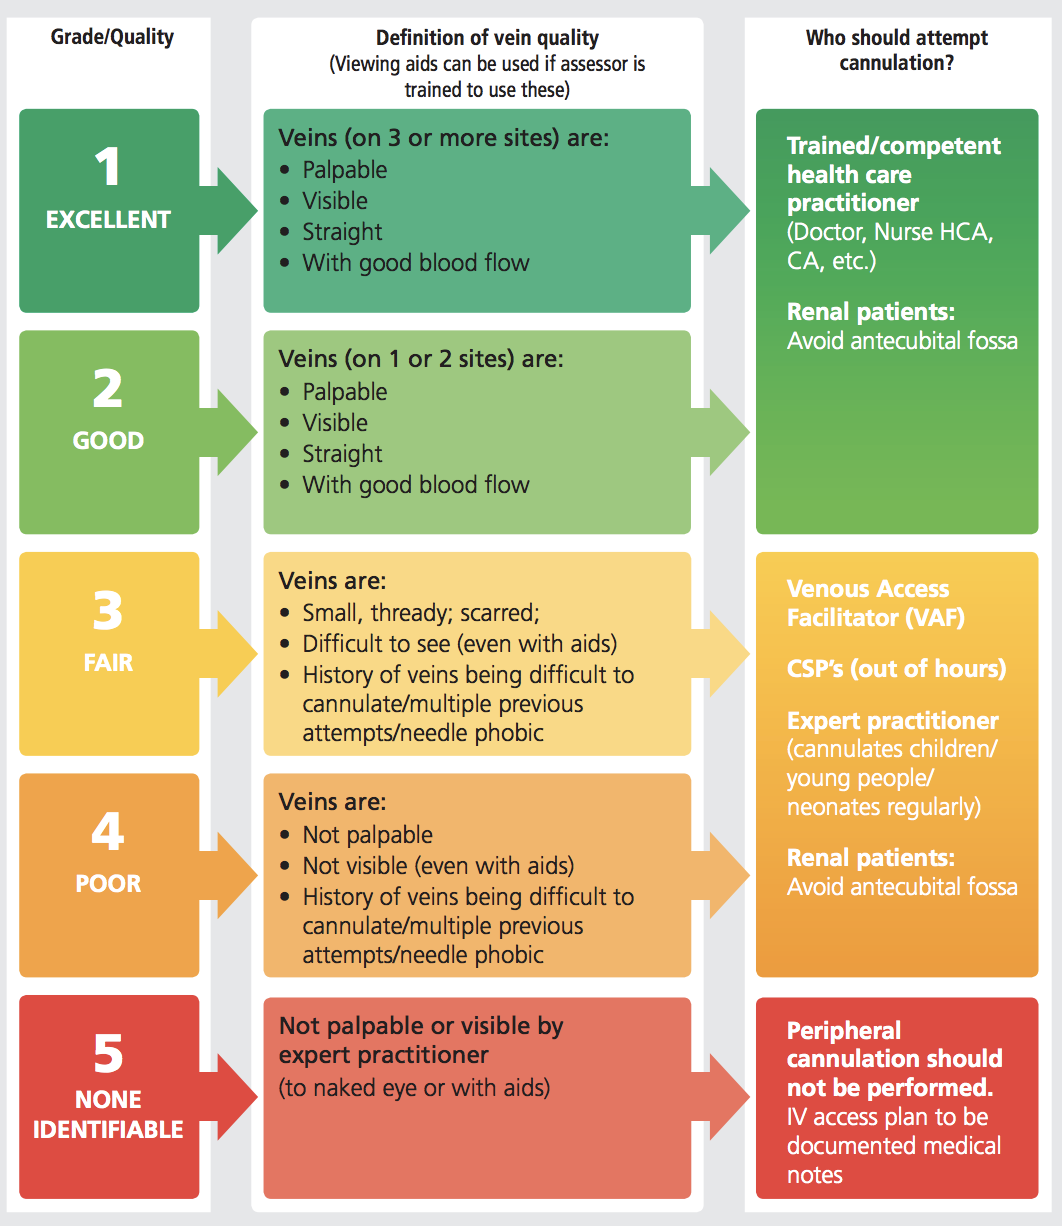 Grade/Quality
Definition of vein quality
(Viewing aids can be used if assessor is
trained to use these)
Who should attempt
cannulation?
1
EXCELLENT
Veins (on 3 or more sites) are:
• Palpable
• Visible
• Straight
• With good blood flow
Trained/competent
health care
practitioner
(Doctor, Nurse HCA,
CA, etc.)
Renal patients:
Avoid antecubital fossa
2
GOOD
Veins (on 1 or 2 sites) are:
• Palpable
• Visible
• Straight
• With good blood flow
3
FAIR
Veins are:
• Small, thready; scarred;
• Difficult to see (even with aids)
• History of veins being difficult to
cannulate/multiple previous
attempts/needle phobic
Venous Access
Facilitator (VAF)
CSP's (out of hours)
Expert practitioner
(cannulates children/
young people/
neonates regularly)
Renal patients:
Avoid antecubital fossa
4
POOR
Veins are:
• Not palpable
• Not visible (even with aids)
• History of veins being difficult to
cannulate/multiple previous
attempts/needle phobic
5
NONE
IDENTIFIABLE
Not palpable or visible by
expert practitioner
(to naked eye or with aids)
Peripheral
cannulation should
not be performed.
IV access plan to be
documented medical
notes